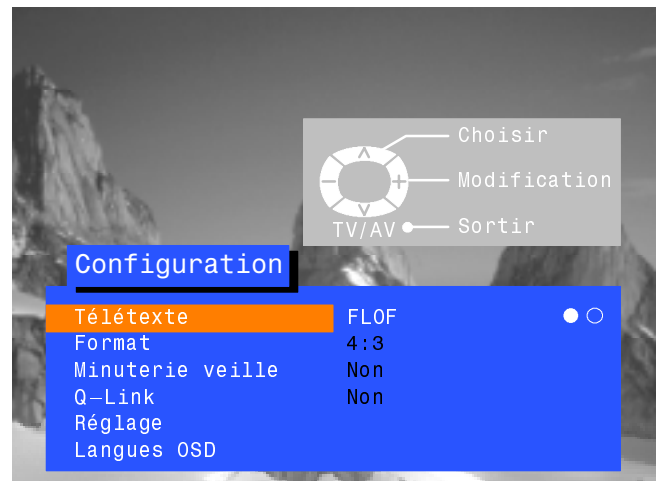 Choisir
Modification
TV/AV Sortir
Configuration
Télétexte FLOF
Format 4:3
Minuterie veille Non
Q–Link Non
Réglage
Langues OSD